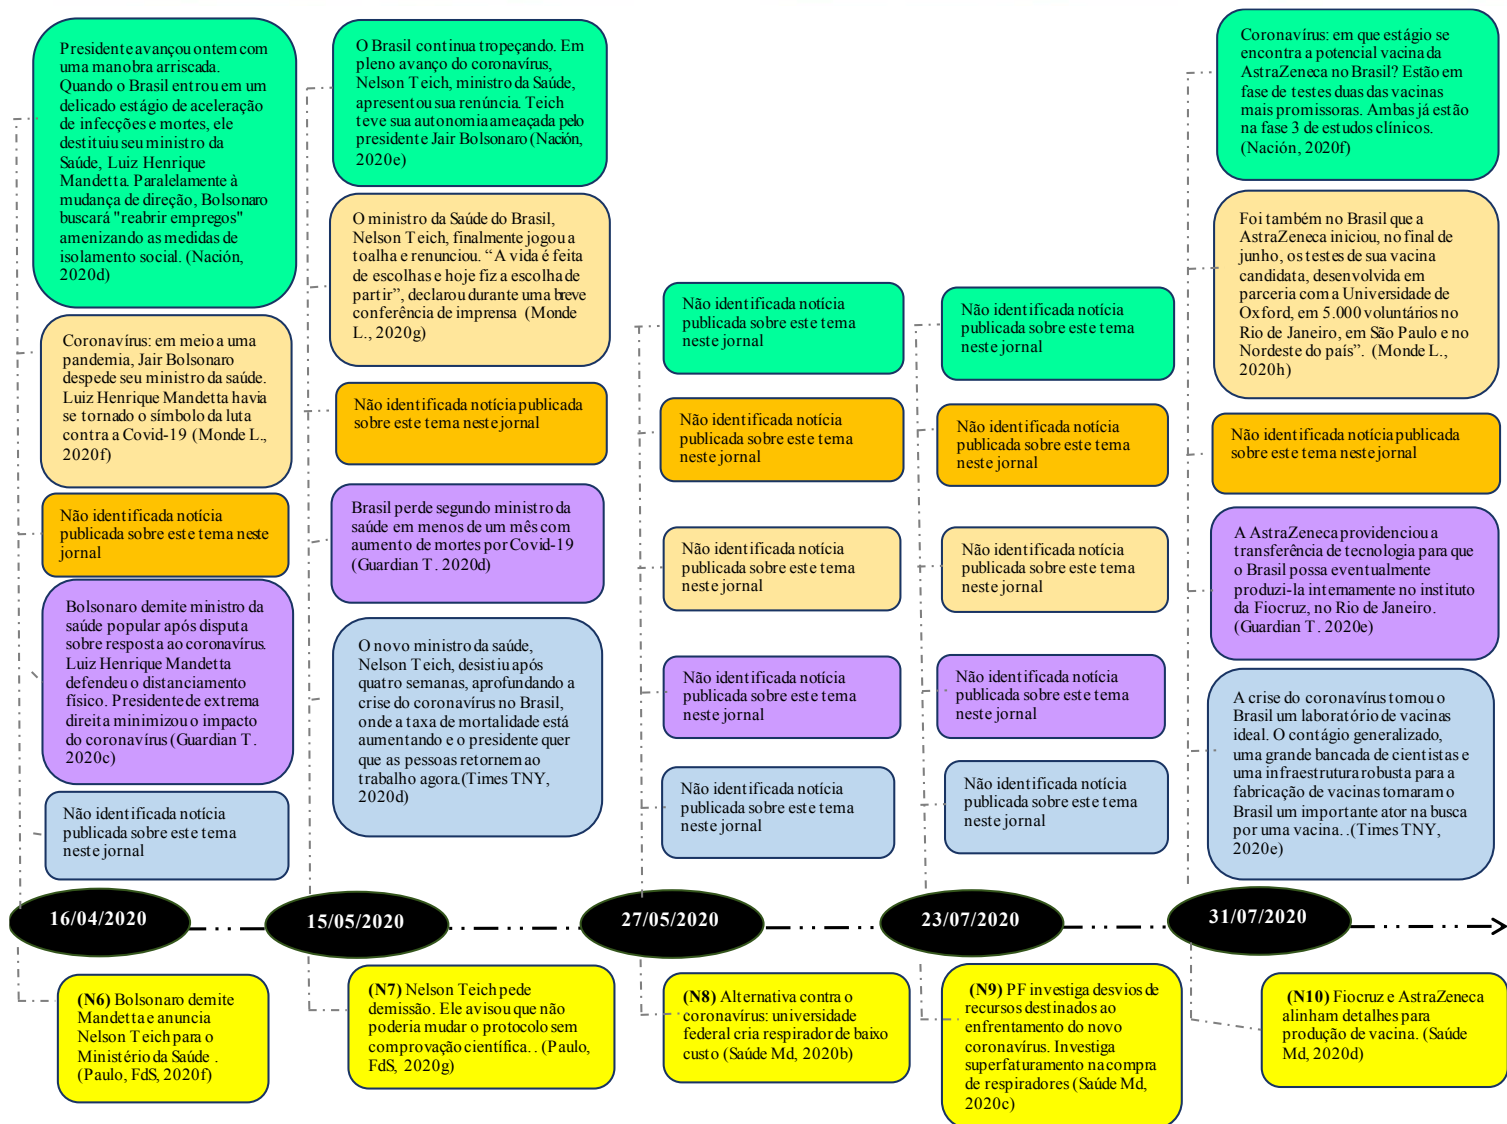 Presidente avançou ontem com
uma manobra arriscada.
Quando o Brasil entrou em um
delicado estágio de aceleração
de infecções e mortes, ele
destituiu seu ministro da
Saúde, Luiz Henrique
Mandetta. Paralelamente à
mudança de direção, Bolsonaro
buscará "reabrir empregos"
amenizando as medidas de
isolamento social. (Nación,
2020d)
Coronavírus: em meio a uma
pandemia, Jair Bolsonaro
despede seu ministro da saúde.
Luiz Henrique Mandetta havia
se tornado o símbolo da luta
contra a Covid-19 (Monde L.,
2020f)
Não identificada notícia
publicada sobre este tema neste
jornal
Bolsonaro demite ministro da
saúde popular após disputa
sobre resposta ao coronavírus.
Luiz Henrique Mandetta
defendeu o distanciamento
físico. Presidente de extrema
direita minimizou o impacto
do coronavírus (Guardian T.
2020c)
Não identificada notícia
publicada sobre este tema
neste jornal
16/04/2020
(N6) Bolsonaro demite
Mandetta e anuncia
Nelson Teich para o
Ministério da Saúde .
(Paulo, FdS, 2020f)
O Brasil continua tropeçando. Em
pleno avanço do coronavírus,
Nelson Teich, ministro da Saúde,
apresentou sua renúncia. Teich
teve sua autonomia ameaçada pelo
presidente Jair Bolsonaro (Nación,
2020e)
O ministro da Saúde do Brasil,
Nelson Teich, finalmente jogou a
toalha e renunciou. “A vida é feita
de escolhas e hoje fiz a escolha de
partir”, declarou durante uma breve
conferência de imprensa (Monde
L., 2020g)
Não identificada notícia publicada
sobre este tema neste jornal
Brasil perde segundo ministro da
saúde em menos de um mês com
aumento de mortes por Covid-19
(Guardian T. 2020d)
O novo ministro da saúde,
Nelson Teich, desistiu após
quatro semanas, aprofundando a
crise do coronavírus no Brasil,
onde a taxa de mortalidade está
aumentando e o presidente quer
que as pessoas retornem ao
trabalho agora.(Times TNY,
2020d)
15/05/2020
(N7) Nelson Teich pede
demissão. Ele avisou que não
poderia mudar o protocolo sem
comprovação científica. . (Paulo,
FdS, 2020g)
Não identificada notícia
publicada sobre este tema
neste jornal
Não identificada notícia
publicada sobre este tema
neste jornal
Não identificada notícia
publicada sobre este tema
neste jornal
Não identificada notícia
publicada sobre este tema
neste jornal
Não identificada notícia
publicada sobre este tema
neste jornal
27/05/2020
(N8) Alternativa contra o
coronavírus: universidade
federal cria respirador de baixo
custo (Saúde Md, 2020b)
Não identificada notícia
publicada sobre este tema
neste jornal
Não identificada notícia
publicada sobre este tema
neste jornal
Não identificada notícia
publicada sobre este tema
neste jornal
Não identificada notícia
publicada sobre este tema
neste jornal
Não identificada notícia
publicada sobre este tema
neste jornal
23/07/2020
(N9) PF investiga desvios de
recursos destinados ao
enfrentamento do novo
coronavírus. Investiga
superfaturamento na compra
de respiradores (Saúde Md,
2020c)
Coronavírus: em que estágio se
encontra a potencial vacina da
AstraZeneca no Brasil? Estão em
fase de testes duas das vacinas
mais promissoras. Ambas já estão
na fase 3 de estudos clínicos.
(Nación, 2020f)
Foi também no Brasil que a
AstraZeneca iniciou, no final de
junho, os testes de sua vacina
candidata, desenvolvida em
parceria com a Universidade de
Oxford, em 5.000 voluntários no
Rio de Janeiro, em São Paulo e no
Nordeste do país”. (Monde L.,
2020h)
Não identificada notícia publicada
sobre este tema neste jornal
A AstraZeneca providenciou a
transferência de tecnologia para que
o Brasil possa eventualmente
produzi-la internamente no instituto
da Fiocruz, no Rio de Janeiro.
(Guardian T. 2020e)
A crise do coronavírus tornou o
Brasil um laboratório de vacinas
ideal. O contágio generalizado,
uma grande bancada de cientistas e
uma infraestrutura robusta para a
fabricação de vacinas tornaram o
Brasil um importante ator na busca
por uma vacina. .(Times TNY,
2020e)
31/07/2020
(N10) Fiocruz e AstraZeneca
alinham detalhes para
produção de vacina. (Saúde
Md, 2020d)